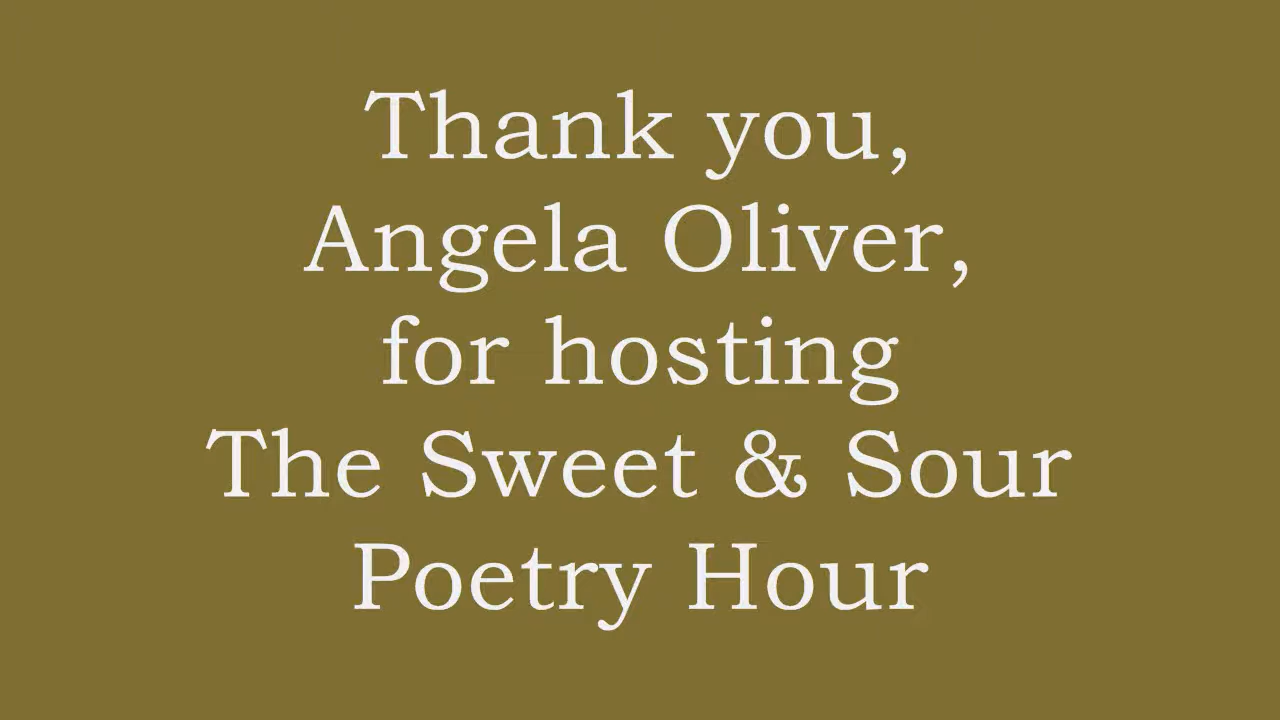 Thank you,
Angela Oliver,
for hosting
The Sweet & Sour
Poetry Hour